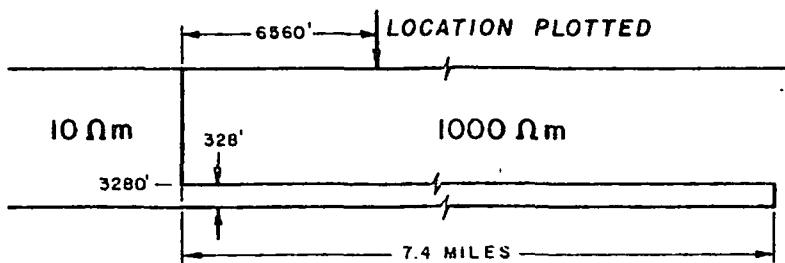 6560' LOCATION PLOTTED
10 Ωm
328'
1000 Ωm
3280'
7.4 MILES